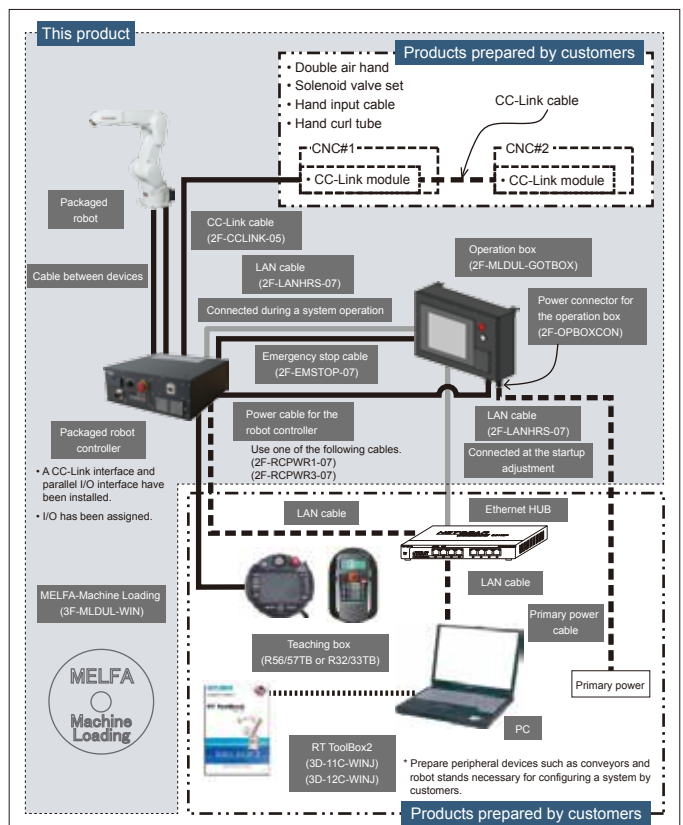 This product
Products prepared by customers
• Double air hand
• Solenoid valve set
• Hand input cable
• Hand curl tube
CC-Link cable
CNC#1
CNC#2
• CC-Link module
• CC-Link module
Packaged
robot
CC-Link cable
(2F-CCLINK-05)
Operation box
(2F-MLDUL-GOTBOX)
LAN cable
(2F-LANHRS-07)
Cable between devices
Connected during a system operation
Power connector for
the operation box
(2F-OPBOXCON)
Emergency stop cable
(2F-EMSTOP-07)
Packaged robot
controller
• A CC-Link interface and
parallel I/O interface have
been installed.
• I/O has been assigned.
Power cable for the
robot controller
Use one of the following cables.
(2F-RCPWR1-07)
(2F-RCPWR3-07)
LAN cable
(2F-LANHRS-07)
Connected at the startup
adjustment
LAN cable
Ethernet HUB
NETGEAR
LAN cable
MELFA-Machine Loading
(3F-MLDUL-WIN)
Primary power
cable
Teaching box
(R56/57TB or R32/33TB)
MELFA
Machine
Loading
Primary power
RT ToolBox2
PC
RT ToolBox2
(3D-11C-WINJ)
(3D-12C-WINJ)
* Prepare peripheral devices such as conveyors and
robot stands necessary for configuring a system by
customers.
Products prepared by customers